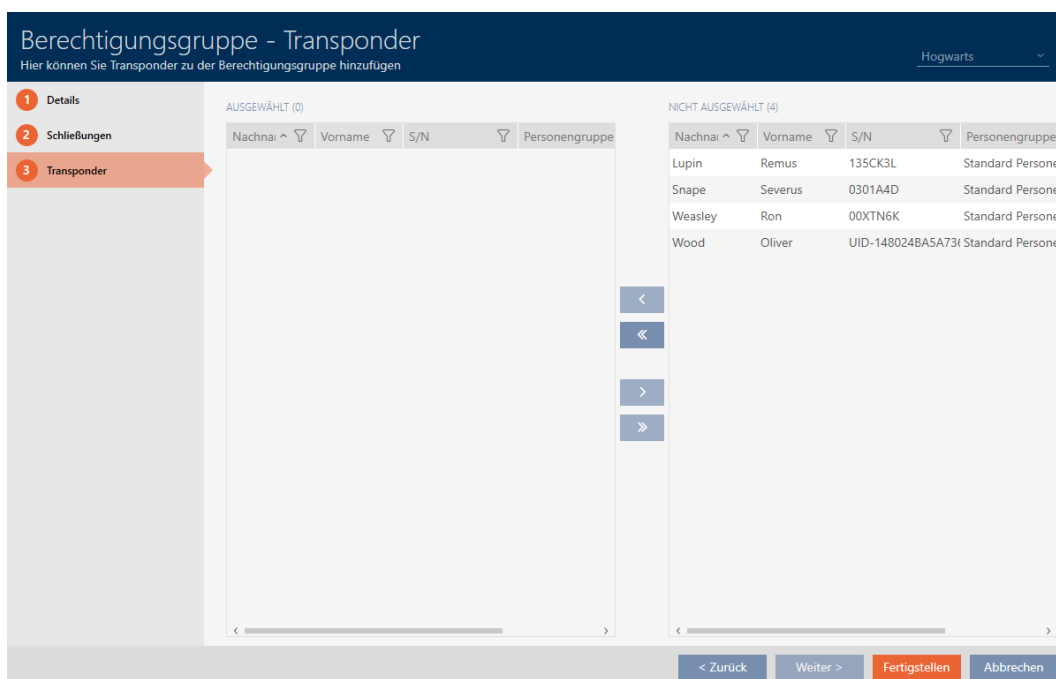 Berechtigungsgruppe - Transponder
Hier können Sie Transponder zu der Berechtigungsgruppe hinzufügen
Hogwarts
1 Details
2 Schließungen
3 Transponder
AUSGEWÄHLT (0)
Nachnai Vorname S/N Personengruppe
NICHT AUSGEWÄHLT (4)
Nachnai Vorname S/N Personengruppe
Lupin Remus 135CK3L Standard Persone
Snape Severus 0301A4D Standard Persone
Weasley Ron 00XTN6K Standard Persone
Wood Oliver UID-148024BA5A73 Standard Persone
< Zurück Weiter > Fertigstellen Abbrechen